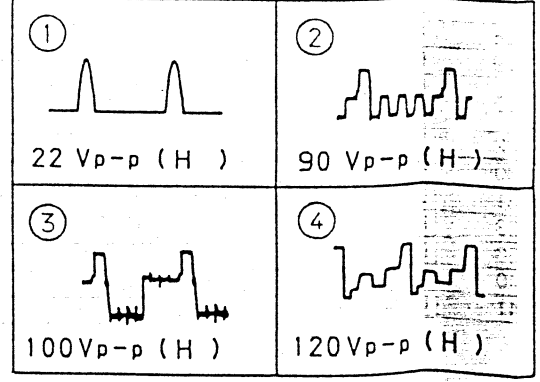 ①
22 Vp-p ( H )
②
90 Vp-p ( H )
③
100Vp-p ( H )
④
120Vp-p ( H )